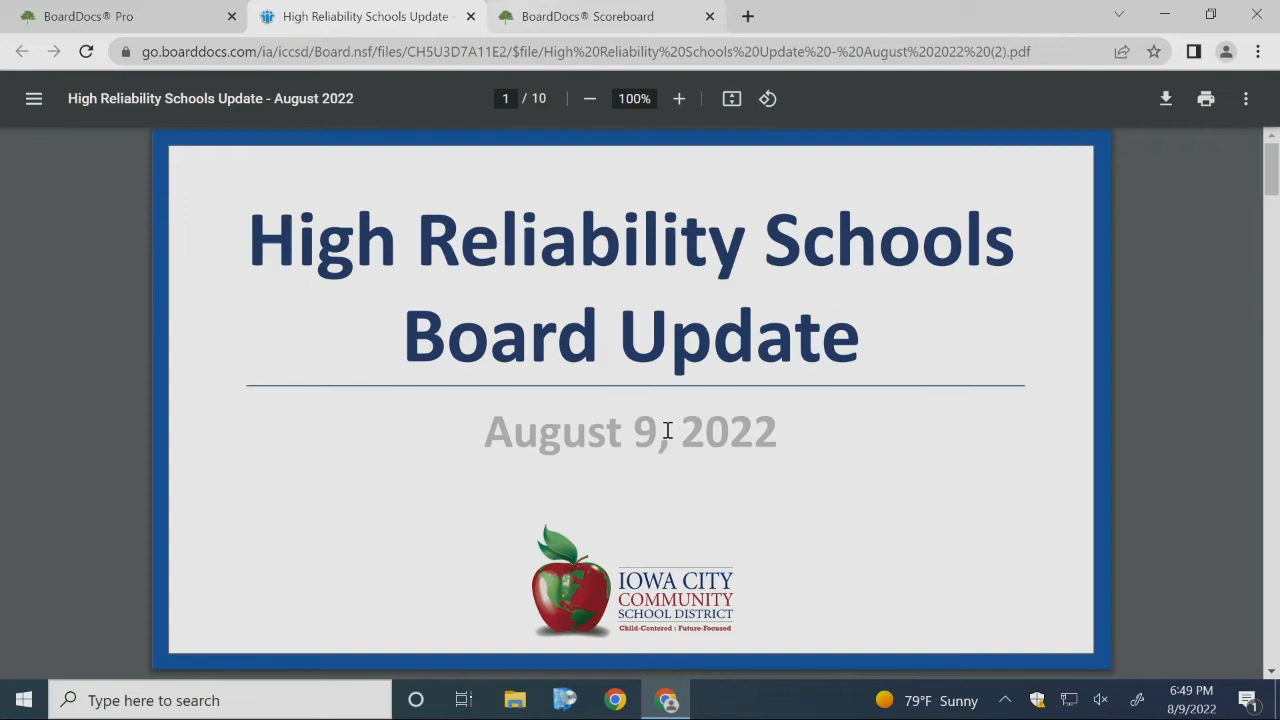 BoardDocs® Pro
High Reliability Schools Update -
BoardDocs® Scoreboard
go.boarddocs.com/ia/iccsd/Board.nsf/files/CH5U3D7A11E2/$file/High%20Reliability%20Schools%20Update%20-%20August%202022%20(2).pdf
High Reliability Schools Update - August 2022
1 / 10
100%
High Reliability Schools
Board Update
August 9, 2022
IOWA CITY
COMMUNITY
SCHOOL DISTRICT
Child-Centered : Future-Focused
Type here to search
79°F Sunny
6:49 PM
8/9/2022
1